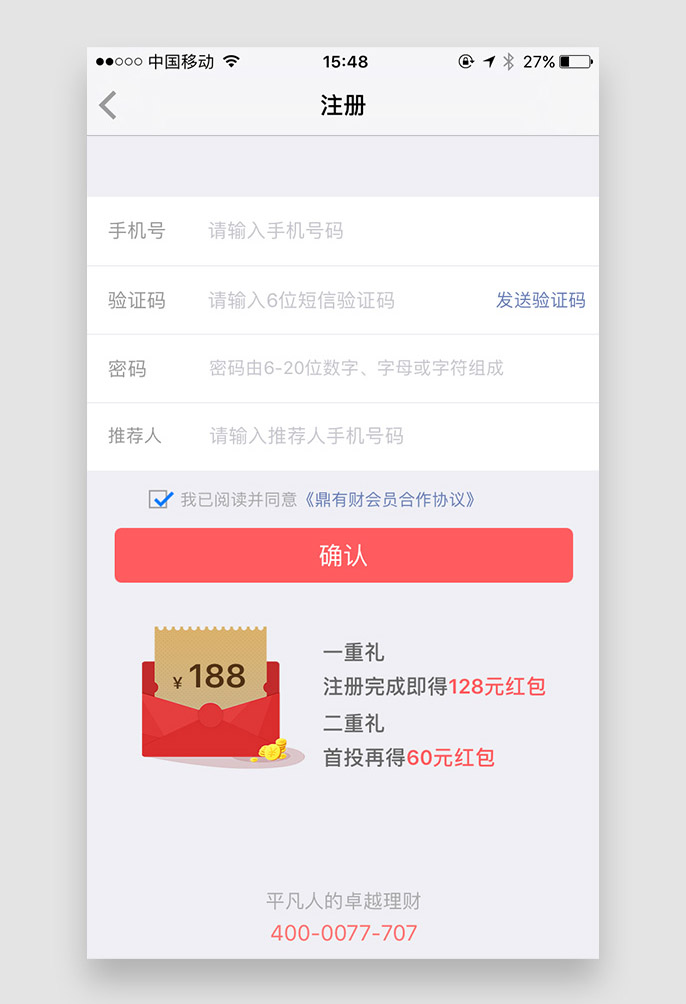 中国移动 15:48 27%
注册
手机号 请输入手机号码
验证码 请输入6位短信验证码 发送验证码
密码 密码由6-20位数字、字母或字符组成
推荐人 请输入推荐人手机号码
我已阅读并同意《鼎有财会员合作协议》
确认
¥188
一重礼
注册完成即得128元红包
二重礼
首投再得60元红包
平凡人的卓越理财
400-0077-707